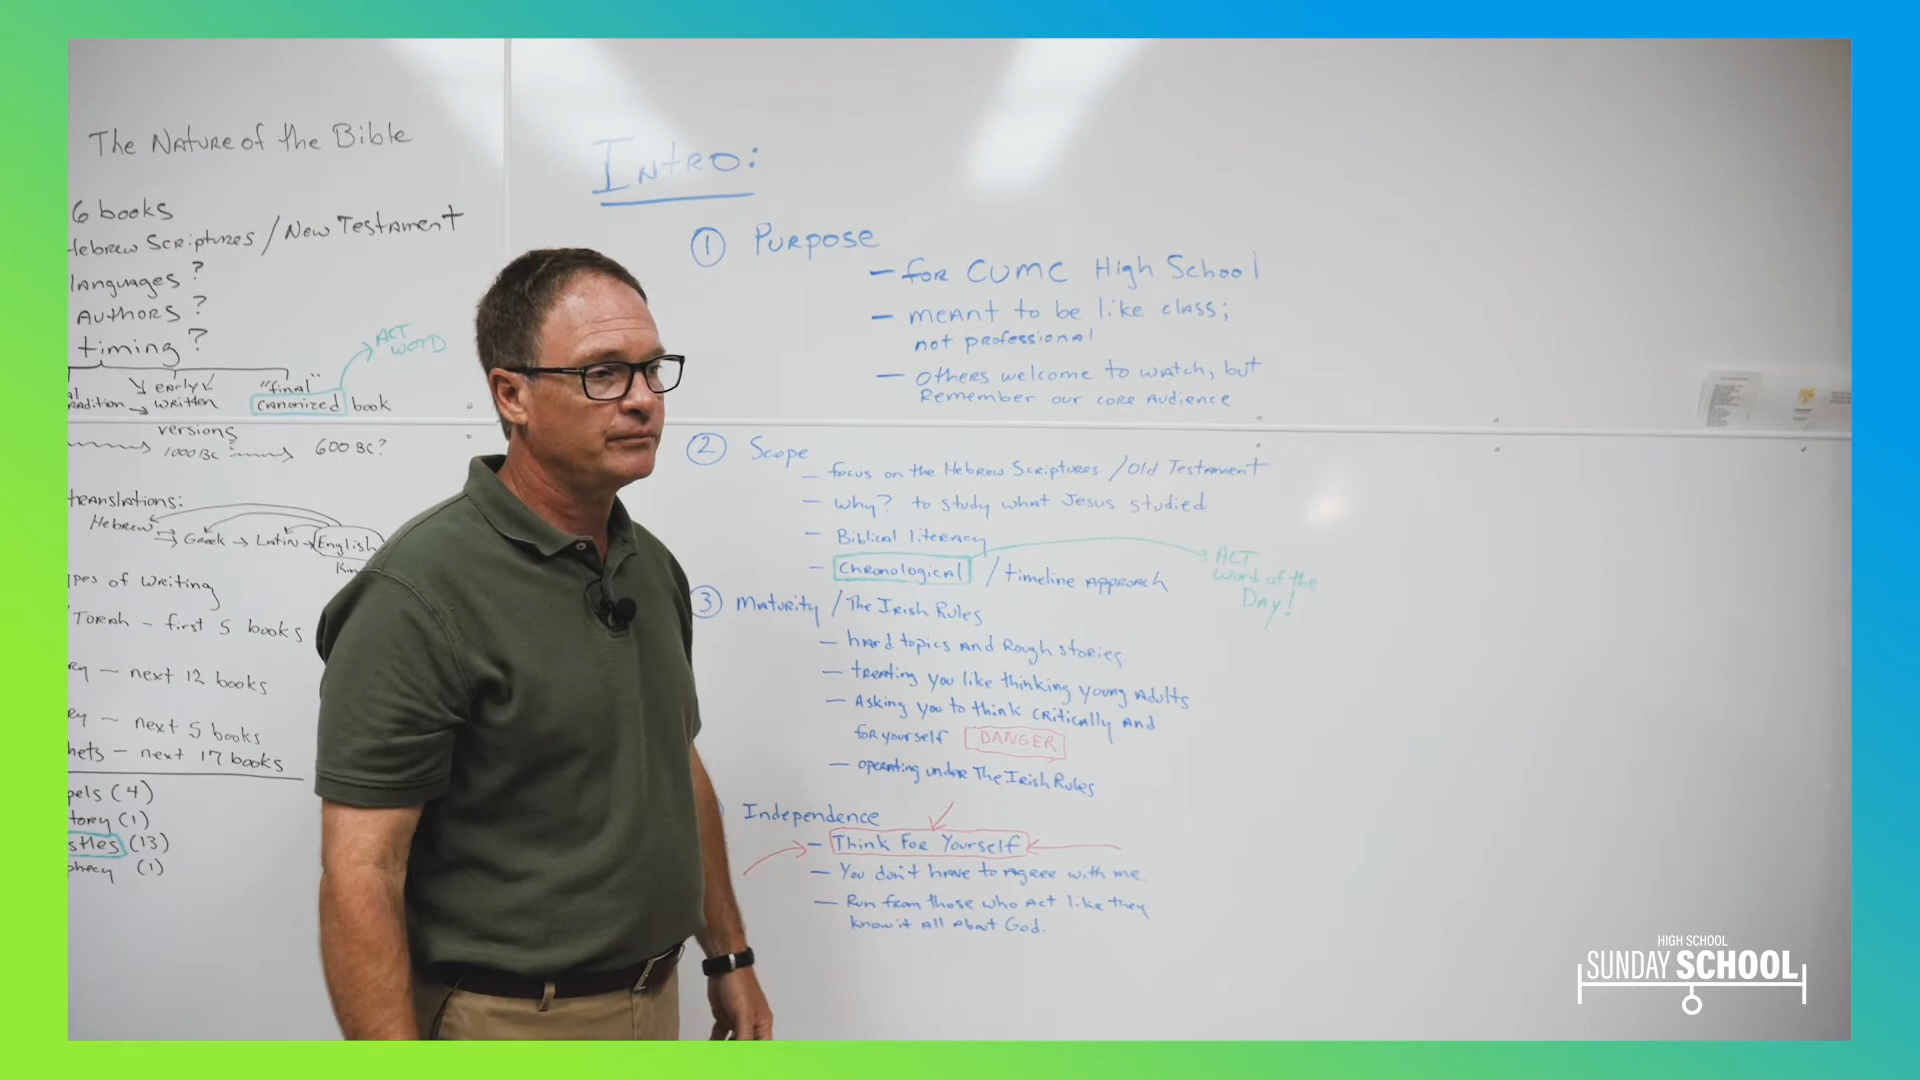 The Nature of the Bible
6 books
Hebrew Scriptures / New Testament
languages?
Authors?
timing?
ACT
WORD
early
"final"
written
canonized book
versions
1000 BC
600 BC?
translations:
Hebrew
Greek → Latin → English
of writing
Torah - first 5 books
- next 12 books
- next 5 books
- next 17 books
(4)
(1)
(13)
(1)
Intro:
1 Purpose
- for CUMC High School
- meant to be like class;
not professional
- others welcome to watch, but
Remember our core audience
2 Scope
- focus on the Hebrew Scriptures / Old Testament
- why? to study what Jesus studied
- Biblical literacy
- Chronological / timeline approach
ACT
Word of the
Day!
3 Maturity / The Irish Rules
- hard topics and Rough stories
- treating you like thinking young adults
- Asking you to think critically and
for yourself DANGER
- operating under The Irish Rules
Independence
- Think For Yourself
- You don't have to agree with me.
- Run from those who act like they
know it all about God.
HIGH SCHOOL
SUNDAY SCHOOL